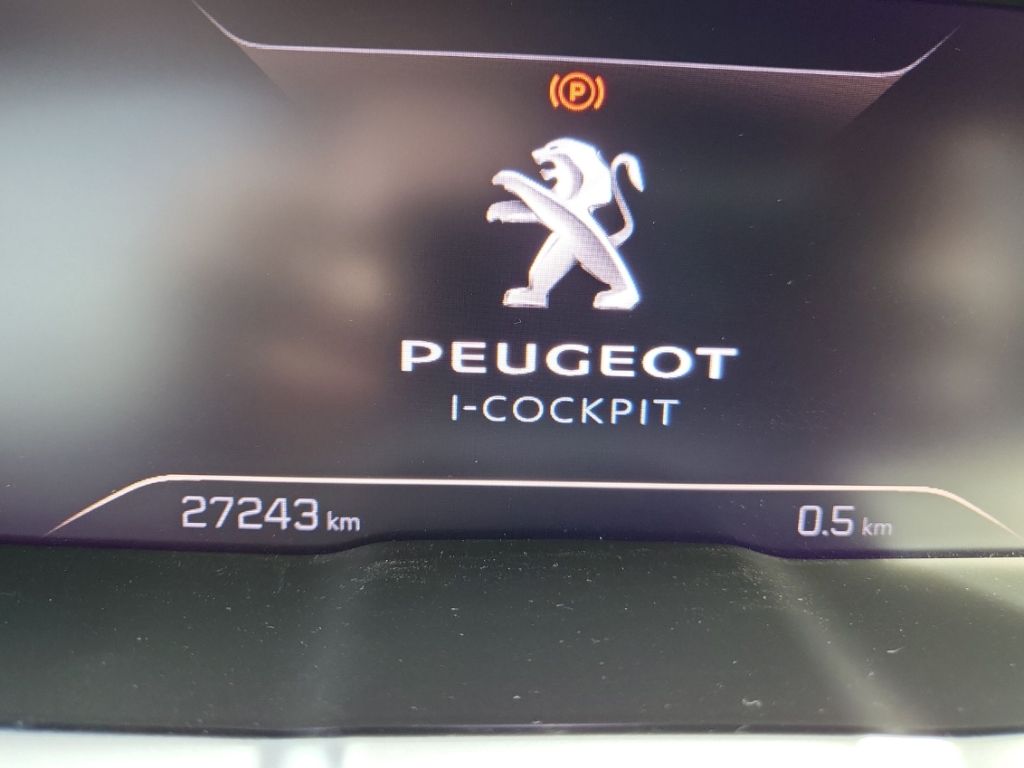 P
PEUGEOT
I-COCKPIT
27243 km
0.5 km